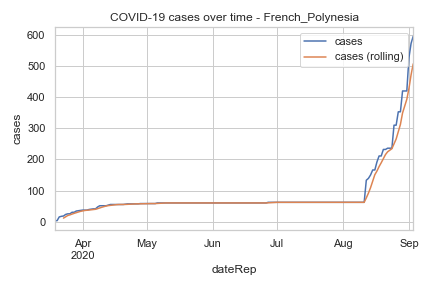 COVID-19 cases over time - French_Polynesia
cases
cases (rolling)
600
500
400
300
200
100
0
cases
Apr
2020
May
Jun
Jul
Aug
Sep
dateRep